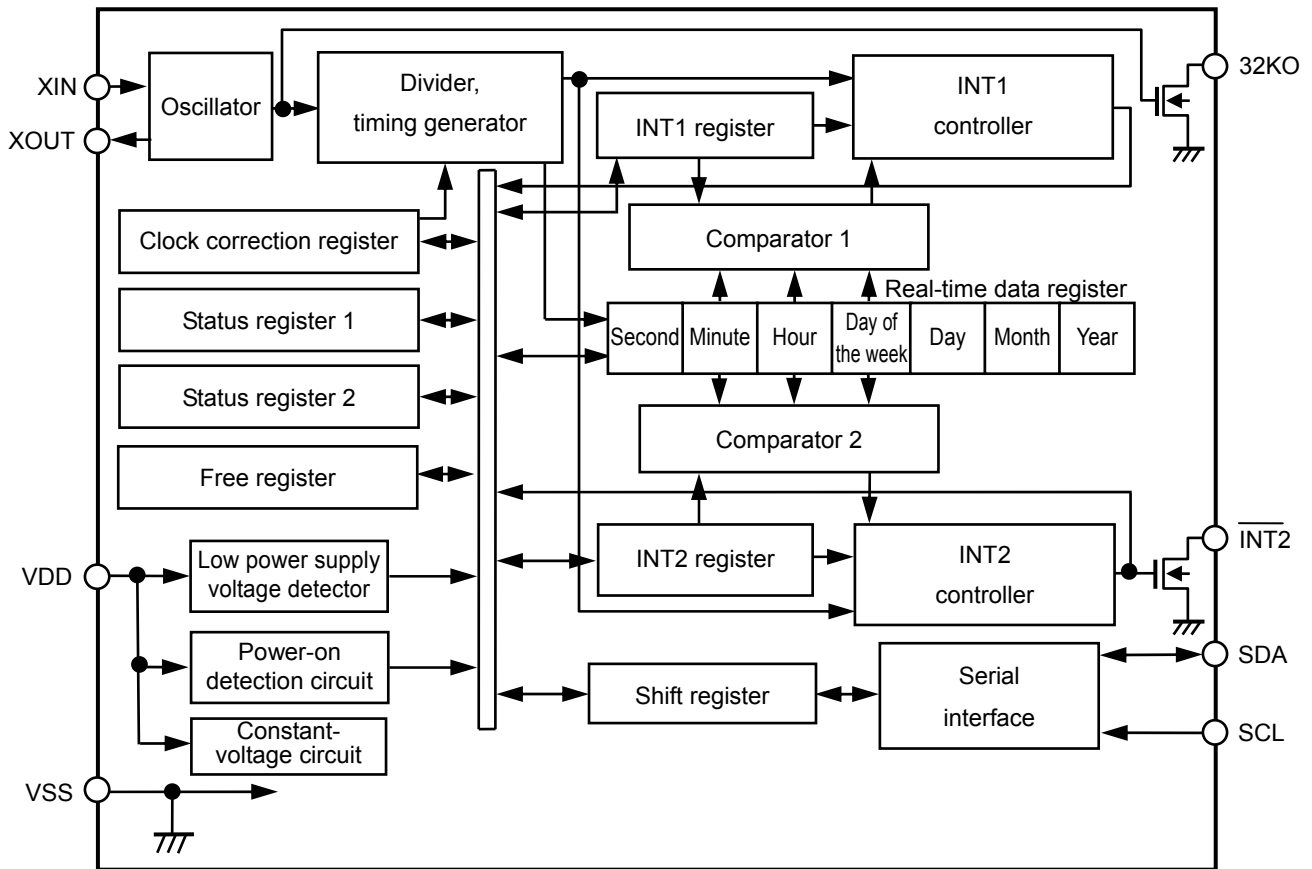 XIN
XOUT
Oscillator
Divider,
timing generator
INT1 register
INT1
controller
32KO
Clock correction register
Comparator 1
Status register 1
Real-time data register
Second
Minute
Hour
Day of
the week
Day
Month
Year
Status register 2
Comparator 2
Free register
VDD
Low power supply
voltage detector
INT2 register
INT2
controller
INT2
Power-on
detection circuit
Shift register
Serial
interface
SDA
SCL
Constant-
voltage circuit
VSS